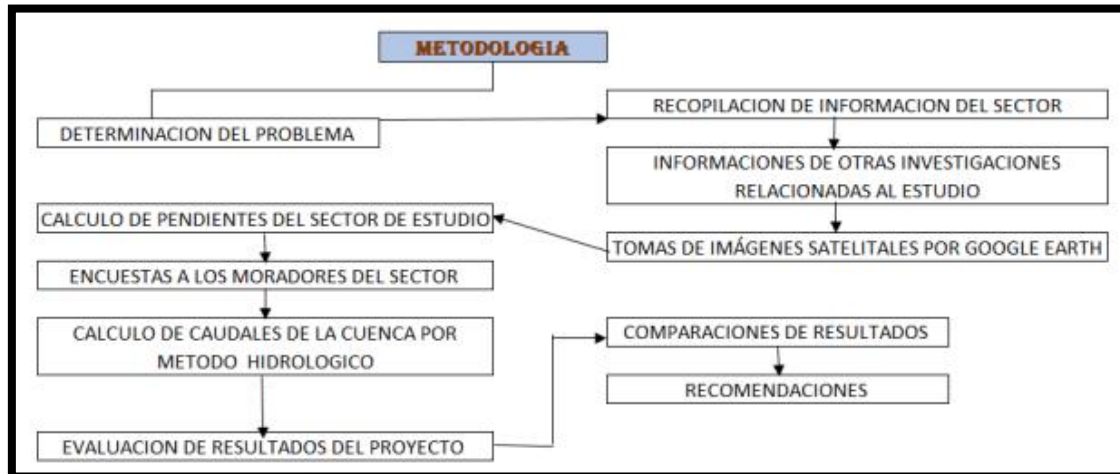 METODOLOGIA
DETERMINACION DEL PROBLEMA
RECOPILACION DE INFORMACION DEL SECTOR
INFORMACIONES DE OTRAS INVESTIGACIONES
RELACIONADAS AL ESTUDIO
TOMAS DE IMÁGENES SATELITALES POR GOOGLE EARTH
CALCULO DE PENDIENTES DEL SECTOR DE ESTUDIO
ENCUESTAS A LOS MORADORES DEL SECTOR
CALCULO DE CAUDALES DE LA CUENCA POR
METODO HIDROLOGICO
EVALUACION DE RESULTADOS DEL PROYECTO
COMPARACIONES DE RESULTADOS
RECOMENDACIONES